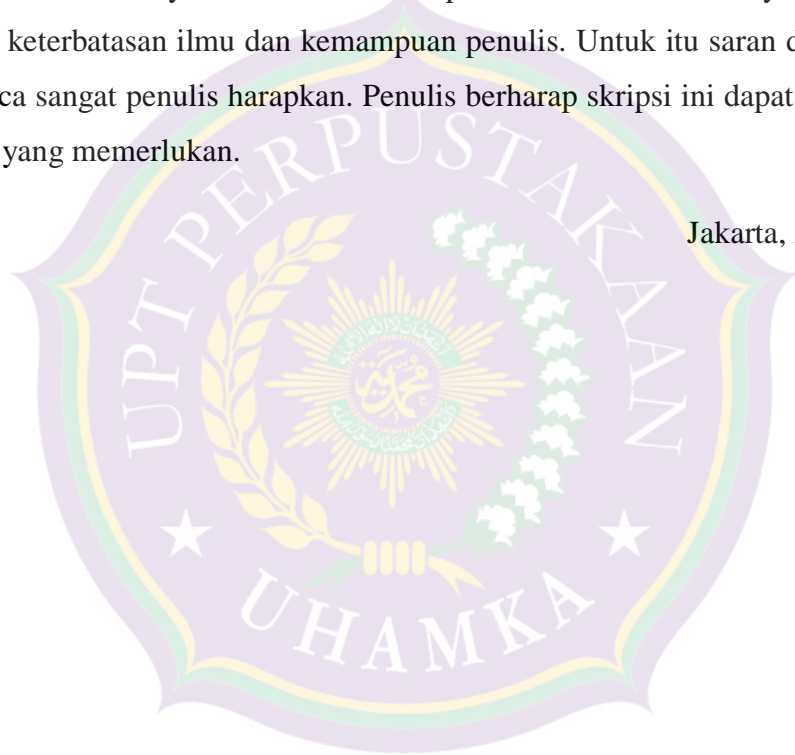 keterbatasan ilmu dan kemampuan penulis. Untuk itu saran
sangat penulis harapkan. Penulis berharap skripsi ini dapat
yang memerlukan.
Jakarta,
UPT PERPUSTAKAAN
UHAMKA